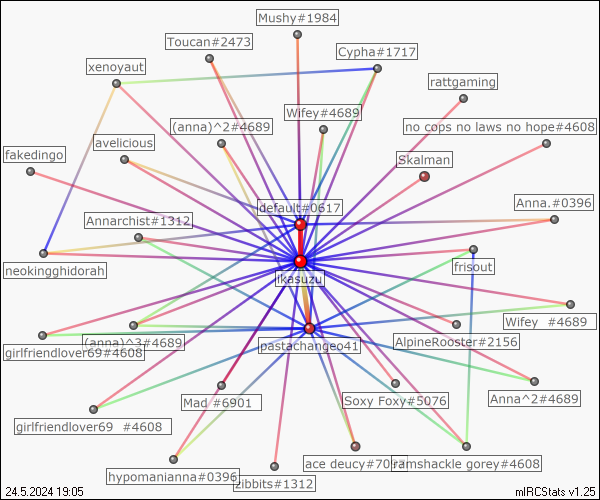 Mushy#1984
Toucan#2473
Cypha#1717
xenoyaut
rattgaming
Wifey#4689
(anna)^2#4689
no cops no laws no hope#4608
avelicious
fakedingo
Skalman
default#0617
Anna.#0396
Annarchist#1312
neokingghidorah
frisout
ikasuzu
Wifey #4689
(anna)^3#4689
girlfriendlover69#4608
pastachangeo41
AlpineRooster#2156
Mad #6901
Soxy Foxy#5076
Anna^2#4689
girlfriendlover69 #4608
ace deucy#70
ramshackle gorey#4608
hypomanianna#0396
zibbits#1312
24.5.2024 19:05
mIRCStats v1.25